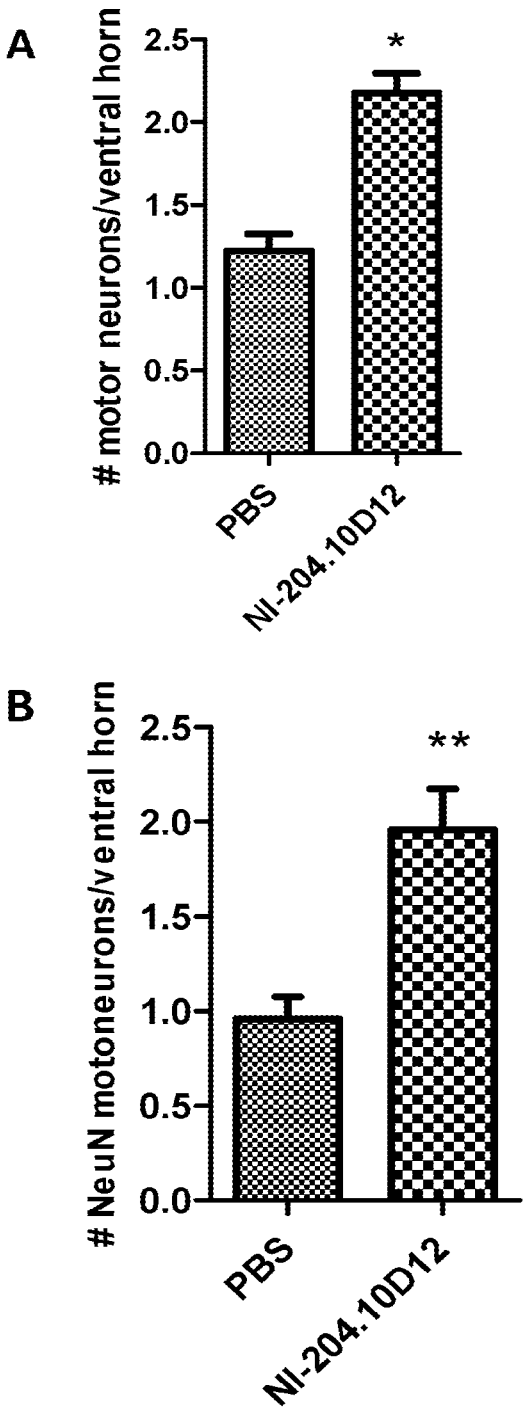 A
# motor neurons/ventral horn
2.5
2.0
1.5
1.0
0.5
0.0
*
PBS
NI-204.10D12
B
# NeuN motoneurons/ventral horn
2.5
2.0
1.5
1.0
0.5
0.0
**
PBS
NI-204.10D12